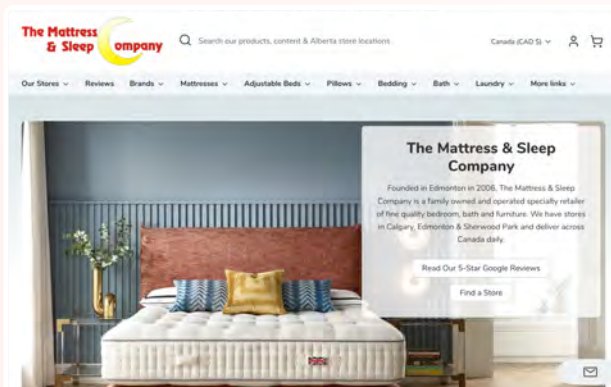 The Mattress
& Sleep Company
Search our products, content & Alberta store locations
Canada (CAD $)
Our Stores Reviews Brands Mattresses Adjustable Beds Pillows Bedding Bath Laundry More links
The Mattress & Sleep
Company
Founded in Edmonton in 2006, The Mattress & Sleep
Company is a family owned and operated specialty retailer
of fine quality bedroom, bath and furniture. We have stores
in Calgary, Edmonton & Sherwood Park and deliver across
Canada daily.
Read Our 5-Star Google Reviews
Find a Store